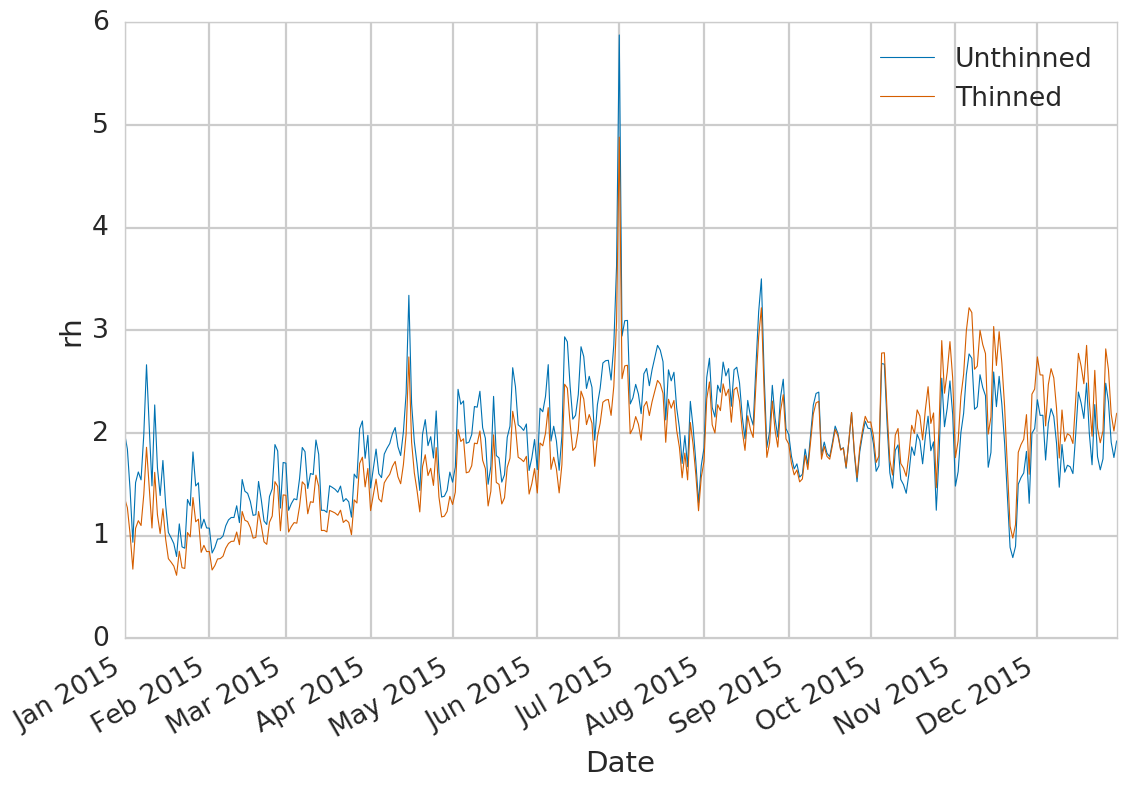 6
5
4
3
2
1
0
rh
Unthinned
Thinned
Jan 2015
Feb 2015
Mar 2015
Apr 2015
May 2015
Jun 2015
Jul 2015
Aug 2015
Sep 2015
Oct 2015
Nov 2015
Dec 2015
Date